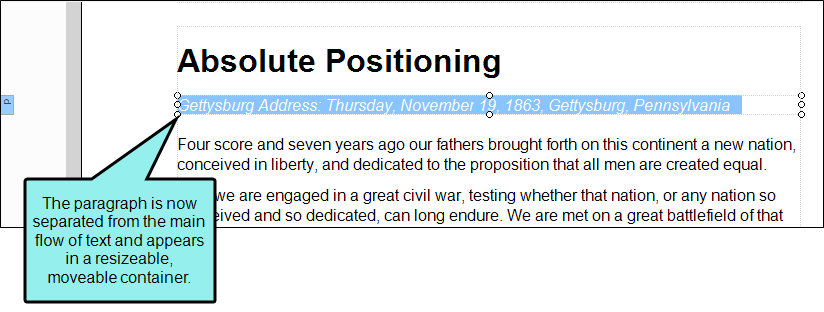 Absolute Positioning
p
Gettysburg Address: Thursday, November 19, 1863, Gettysburg, Pennsylvania
Four score and seven years ago our fathers brought forth on this continent a new nation,
conceived in liberty, and dedicated to the proposition that all men are created equal.
we are engaged in a great civil war, testing whether that nation, or any nation so
and so dedicated, can long endure. We are met on a great battlefield of that
The paragraph is now
separated from the main
flow of text and appears
in a resizeable,
moveable container.